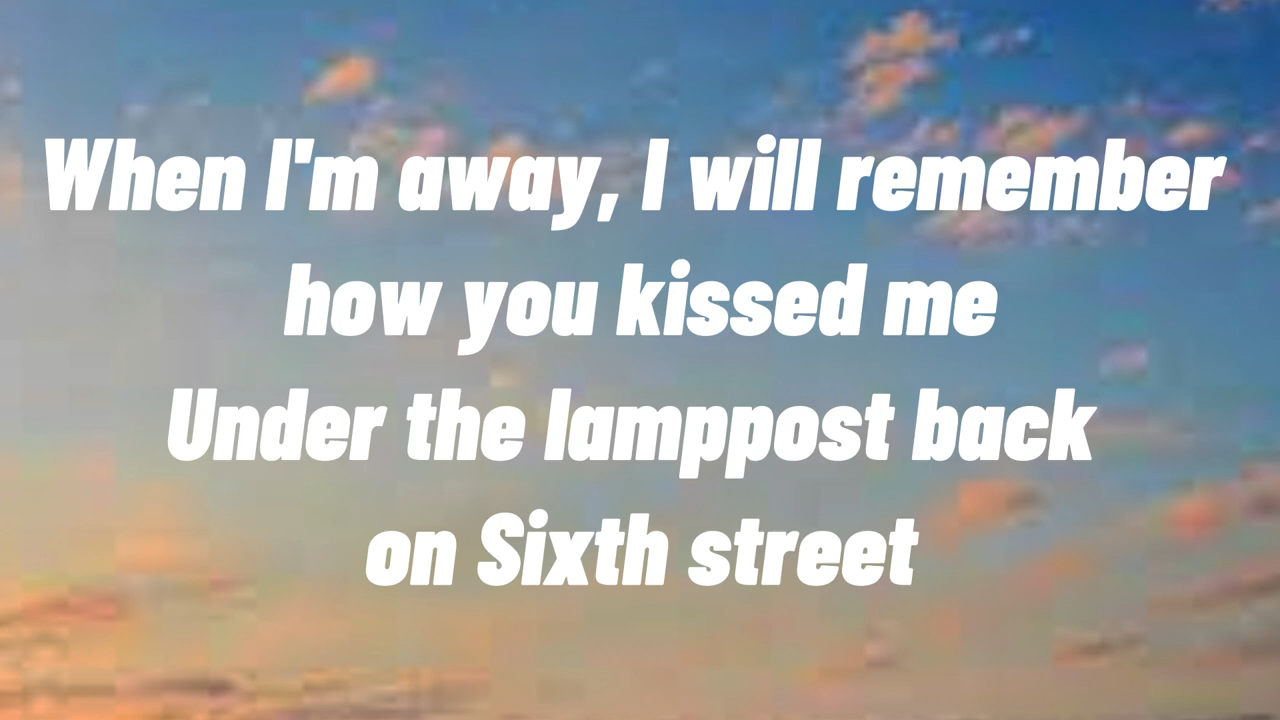 When I'm away, I will remember
how you kissed me
Under the lamppost back
on Sixth street